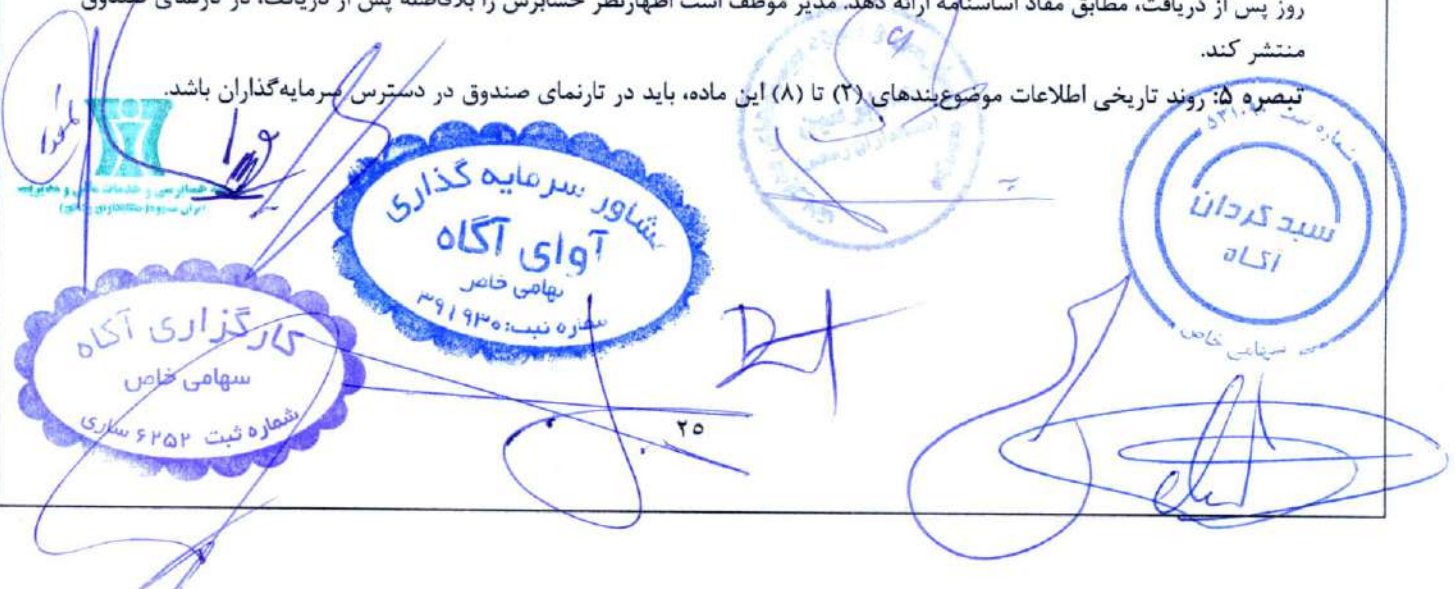 روز پس از دریافت، مطابق مفاد اساسنامه ارائه دهد. مدیر موظف است اظهارنظر حسابرس را بلافاصله پس از دریافت، در تارنمای صندوق
منتشر کند.
تبصره ۵: روند تاریخی اطلاعات موضوع‌بندهای (۲) تا (۸) این ماده، باید در تارنمای صندوق در دسترس سرمایه‌گذاران باشد.
شماره ثبت
سبد گردان
آگاه
سهامی خاص
مشاور سرمایه گذاری
آوای آگاه
سهامی خاص
شماره ثبت: ۳۹۱۹۳۰
کارگزاری آگاه
سهامی خاص
شماره ثبت ۶۲۵۲ ساری
۲۵